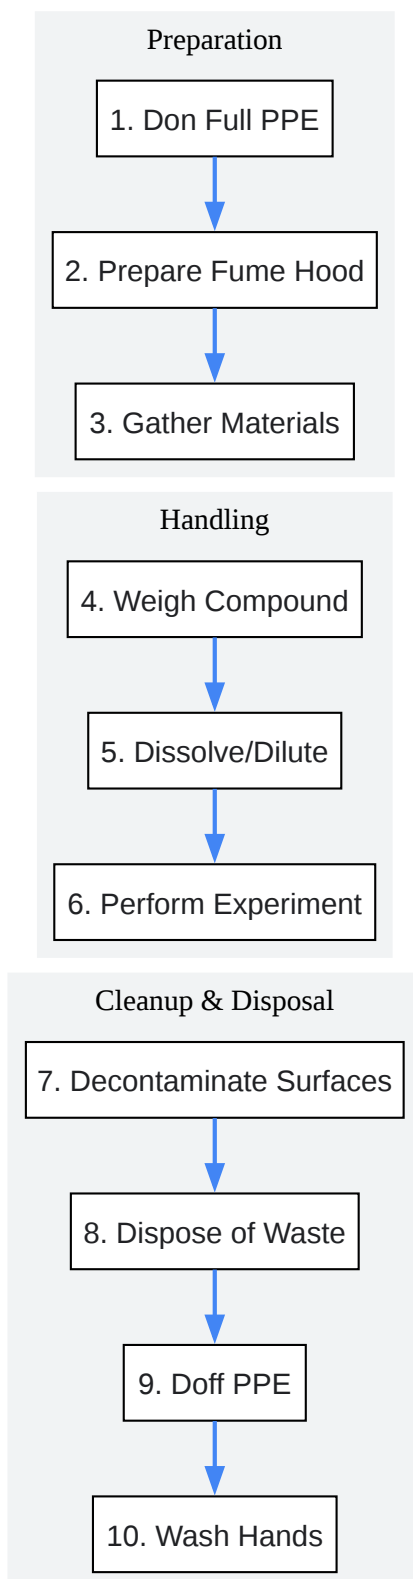 Preparation
1. Don Full PPE
2. Prepare Fume Hood
3. Gather Materials
Handling
4. Weigh Compound
5. Dissolve/Dilute
6. Perform Experiment
Cleanup & Disposal
7. Decontaminate Surfaces
8. Dispose of Waste
9. Doff PPE
10. Wash Hands